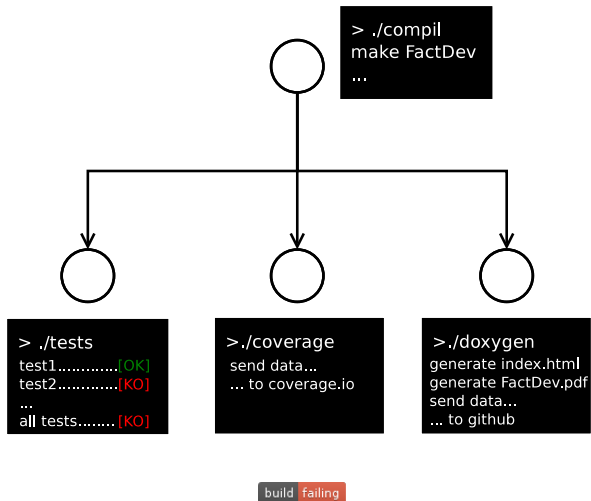 > ./compil
make FactDev
...
> ./tests
test1.............[OK]
test2.............[KO]
...
all tests........[KO]
>./coverage
send data...
... to coverage.io
>./doxygen
generate index.html
generate FactDev.pdf
send data...
... to github
build failing